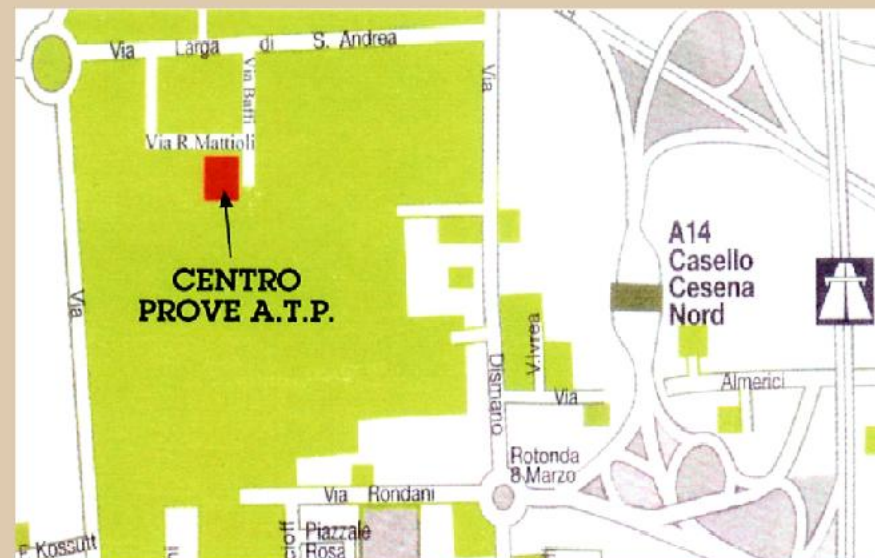 Via Larga di S. Andrea
Via Baffi
Via
Via R. Mattioli
A14
Casello
Cesena
Nord
CENTRO
PROVE A.T.P.
Via
V. Ivrea
Dismano
Via Almerici
Rotonda
8 Marzo
Via Rondani
Piazzale
Rosa
F Kossutt